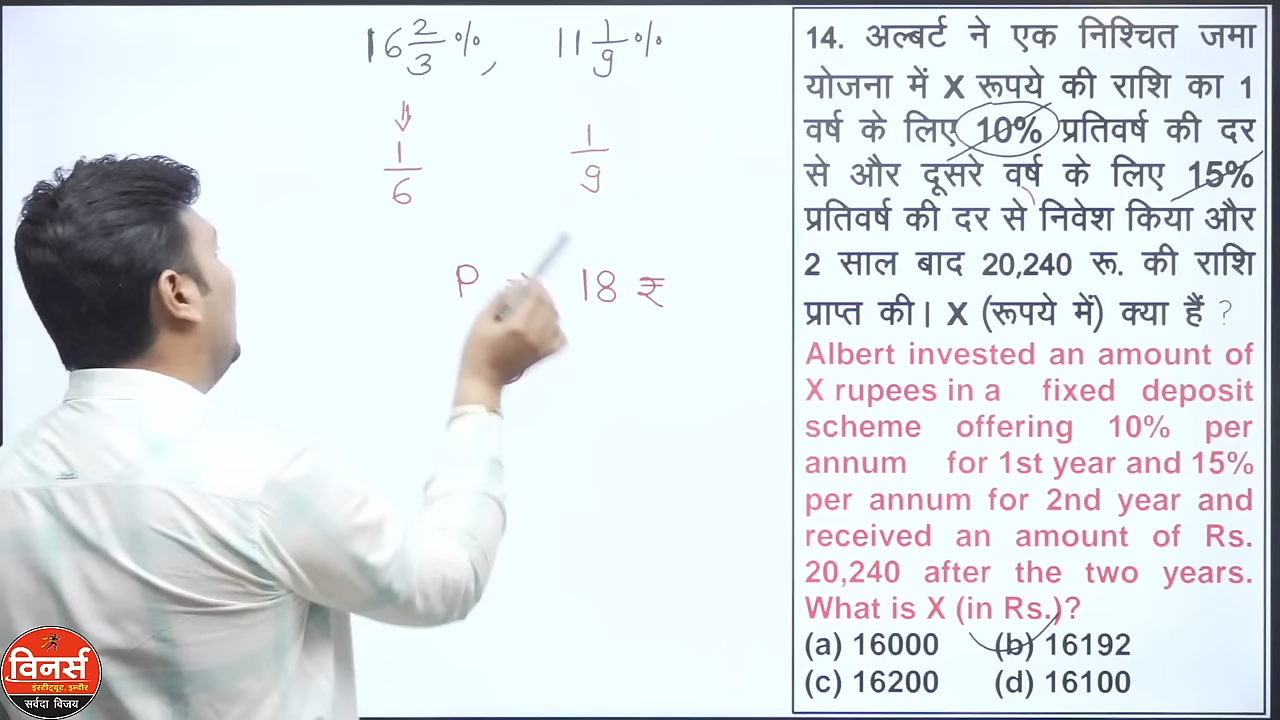 16 2/3 %, 11 1/9 %
1/6 1/9
P 18 ₹
14. अल्बर्ट ने एक निश्चित जमा
योजना में X रूपये की राशि का 1
वर्ष के लिए 10% प्रतिवर्ष की दर
से और दूसरे वर्ष के लिए 15%
प्रतिवर्ष की दर से निवेश किया और
2 साल बाद 20,240 रू. की राशि
प्राप्त की। X (रूपये में) क्या हैं ?
Albert invested an amount of
X rupees in a fixed deposit
scheme offering 10% per
annum for 1st year and 15%
per annum for 2nd year and
received an amount of Rs.
20,240 after the two years.
What is X (in Rs.)?
(a) 16000 (b) 16192
(c) 16200 (d) 16100
विनर्स
इंस्टीट्यूट, इन्दौर
सर्वदा विजय